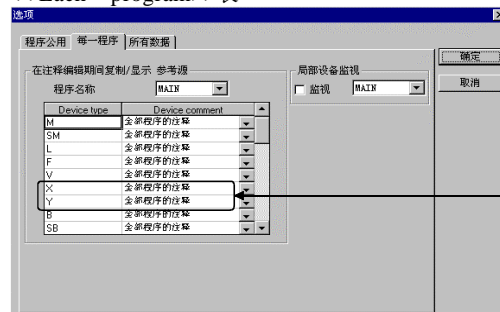 选项
程序公用 每一程序 所有数据
确定
取消
在注释编辑期间复制/显示 参考源
程序名称 MAIN
局部设备监视
监视 MAIN
Device type Device comment
M 全部程序的注释
SM 全部程序的注释
L 全部程序的注释
F 全部程序的注释
V 全部程序的注释
X 全部程序的注释
Y 全部程序的注释
B 全部程序的注释
SB 全部程序的注释